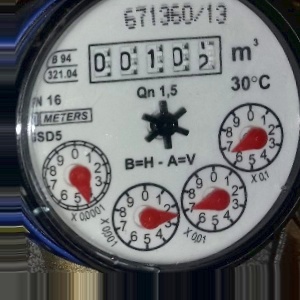 671360/13
B 94
321.04
0 0 1 0 2
m³
Qn 1,5
30°C
N 16
METERS
GSD5
B=H - A=V
X 0,1
X 0,01
X 0,001
X 0,0001